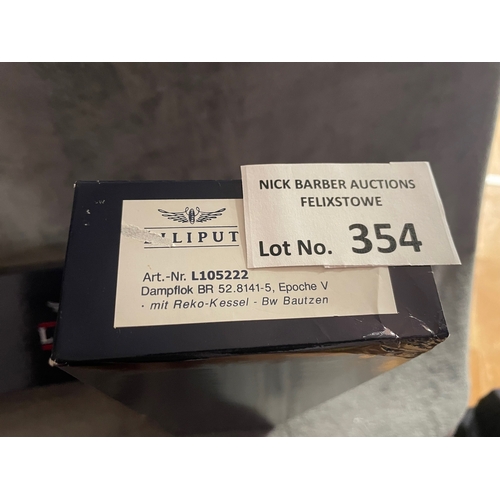 NICK BARBER AUCTIONS
FELIXSTOWE
Lot No. 354
LILIPUT
Art.-Nr. L105222
Dampflok BR 52.8141-5, Epoche V
· mit Reko-Kessel - Bw Bautzen